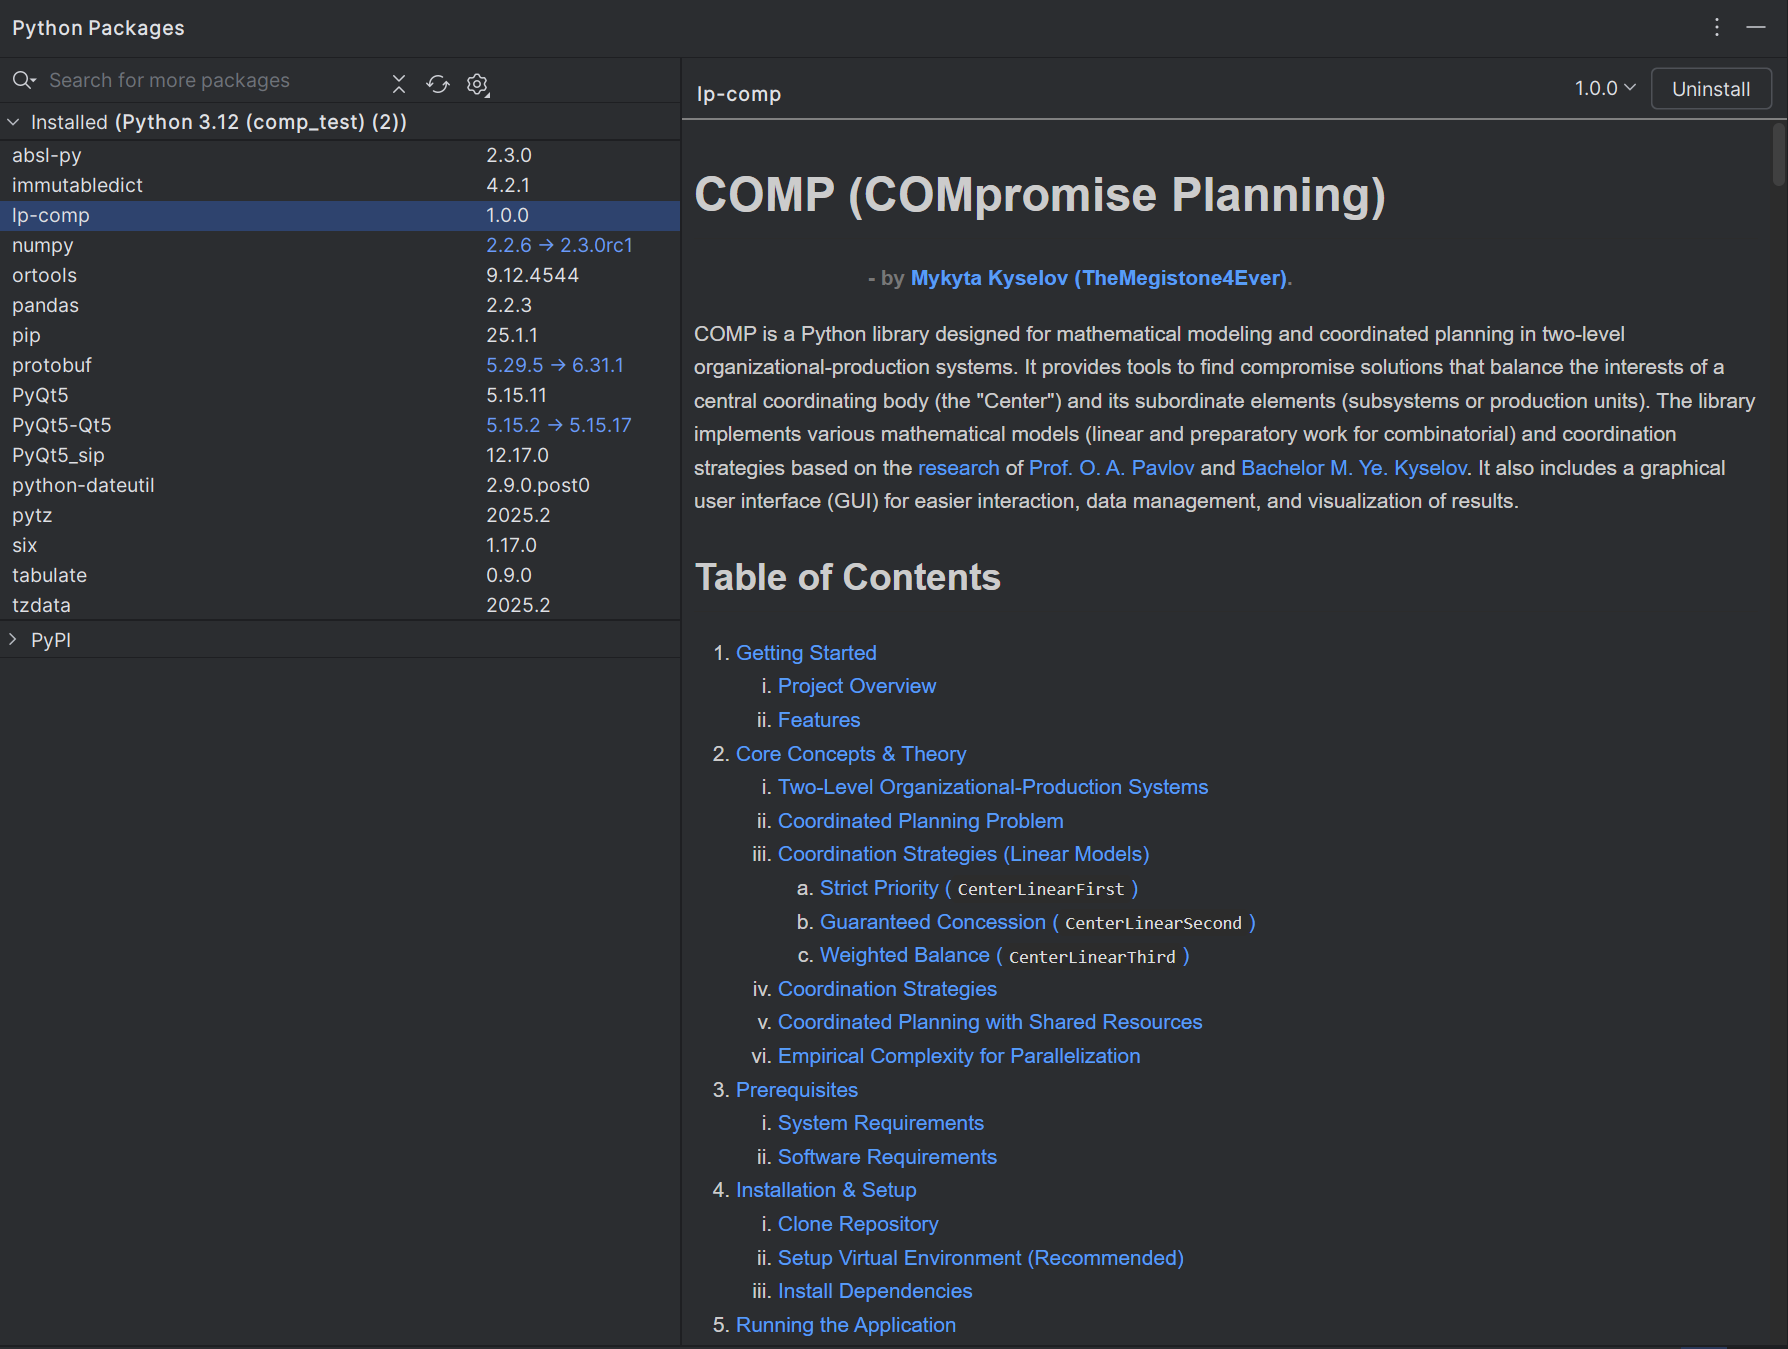 Python Packages
Search for more packages
Installed (Python 3.12 (comp_test) (2))
absl-py 2.3.0
immutabledict 4.2.1
lp-comp 1.0.0
numpy 2.2.6 → 2.3.0rc1
ortools 9.12.4544
pandas 2.2.3
pip 25.1.1
protobuf 5.29.5 → 6.31.1
PyQt5 5.15.11
PyQt5-Qt5 5.15.2 → 5.15.17
PyQt5_sip 12.17.0
python-dateutil 2.9.0.post0
pytz 2025.2
six 1.17.0
tabulate 0.9.0
tzdata 2025.2
PyPI
lp-comp 1.0.0 Uninstall
COMP (COMpromise Planning)
- by Mykyta Kyselov (TheMegistone4Ever).
COMP is a Python library designed for mathematical modeling and coordinated planning in two-level
organizational-production systems. It provides tools to find compromise solutions that balance the interests of a
central coordinating body (the "Center") and its subordinate elements (subsystems or production units). The library
implements various mathematical models (linear and preparatory work for combinatorial) and coordination
strategies based on the research of Prof. O. A. Pavlov and Bachelor M. Ye. Kyselov. It also includes a graphical
user interface (GUI) for easier interaction, data management, and visualization of results.
Table of Contents
1. Getting Started
i. Project Overview
ii. Features
2. Core Concepts & Theory
i. Two-Level Organizational-Production Systems
ii. Coordinated Planning Problem
iii. Coordination Strategies (Linear Models)
a. Strict Priority ( CenterLinearFirst )
b. Guaranteed Concession ( CenterLinearSecond )
c. Weighted Balance ( CenterLinearThird )
iv. Coordination Strategies
v. Coordinated Planning with Shared Resources
vi. Empirical Complexity for Parallelization
3. Prerequisites
i. System Requirements
ii. Software Requirements
4. Installation & Setup
i. Clone Repository
ii. Setup Virtual Environment (Recommended)
iii. Install Dependencies
5. Running the Application